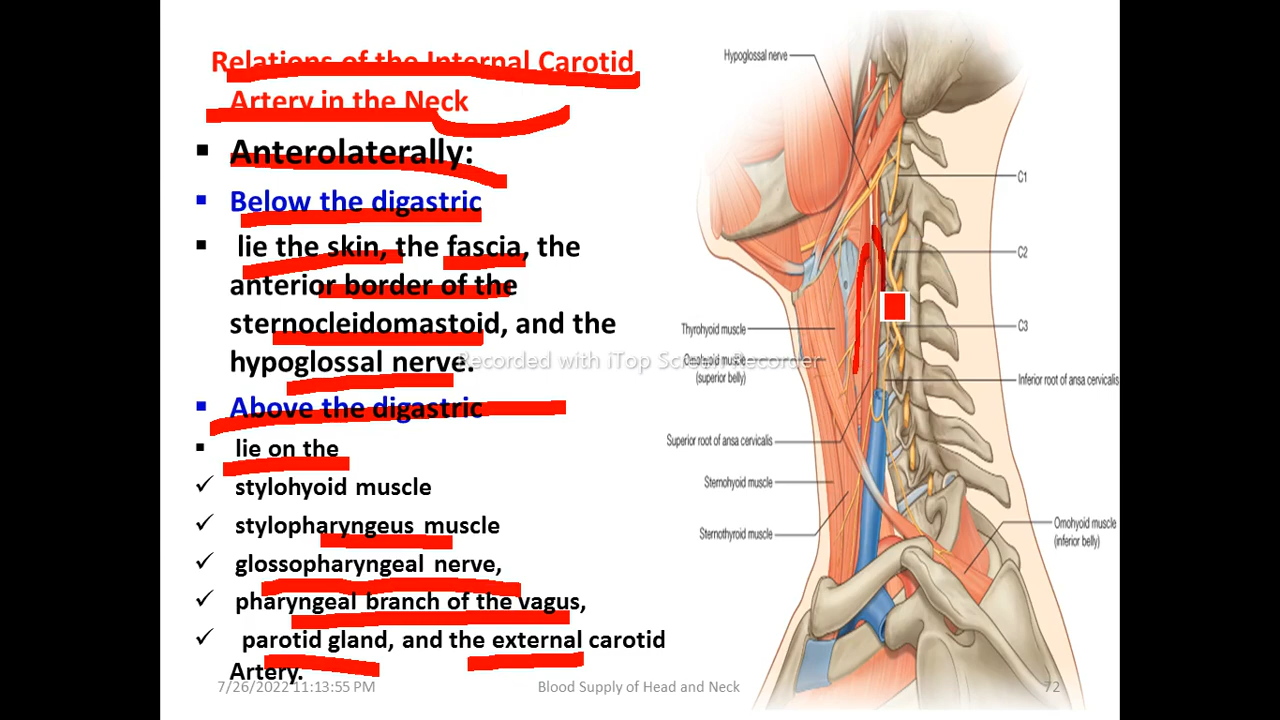 Relations of the Internal Carotid
Artery in the Neck
Anterolaterally:
Below the digastric
lie the skin, the fascia, the
anterior border of the
sternocleidomastoid, and the
hypoglossal nerve.
Above the digastric
lie on the
stylohyoid muscle
stylopharyngeus muscle
glossopharyngeal nerve,
pharyngeal branch of the vagus,
parotid gland, and the external carotid
Artery.
Hypoglossal nerve
C1
C2
C3
Thyrohyoid muscle
Omohyoid muscle
(superior belly)
Inferior root of ansa cervicalis
Superior root of ansa cervicalis
Sternohyoid muscle
Sternothyroid muscle
Omohyoid muscle
(inferior belly)
Recorded with iTop Screen Recorder
7/26/2022 11:13:55 PM
Blood Supply of Head and Neck
72